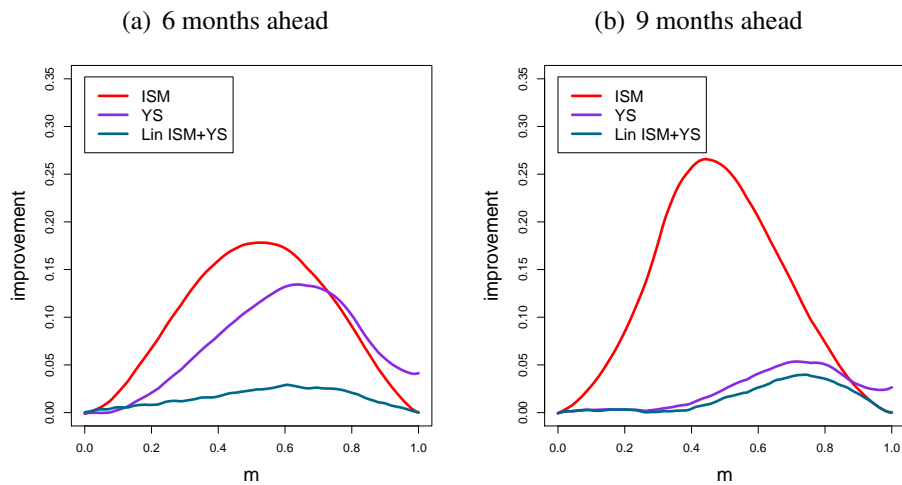 (a) 6 months ahead
ISM
YS
Lin ISM+YS
improvement
0.35
0.30
0.25
0.20
0.15
0.10
0.05
0.00
0.0 0.2 0.4 0.6 0.8 1.0
m
(b) 9 months ahead
ISM
YS
Lin ISM+YS
improvement
0.35
0.30
0.25
0.20
0.15
0.10
0.05
0.00
0.0 0.2 0.4 0.6 0.8 1.0
m